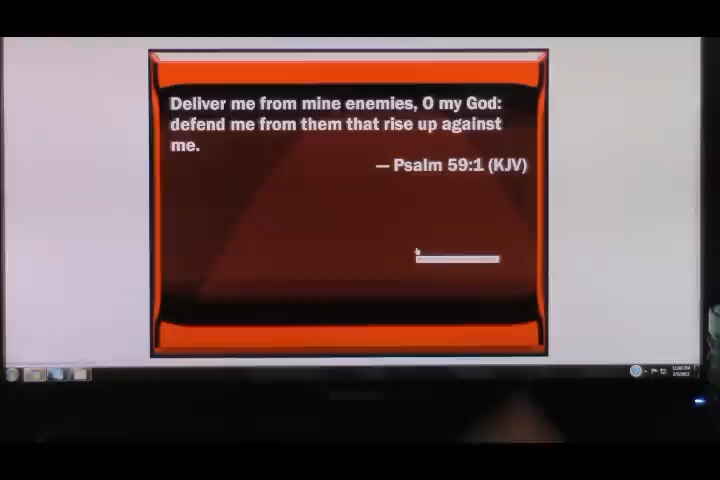 Deliver me from mine enemies, O my God:
defend me from them that rise up against
me.
— Psalm 59:1 (KJV)